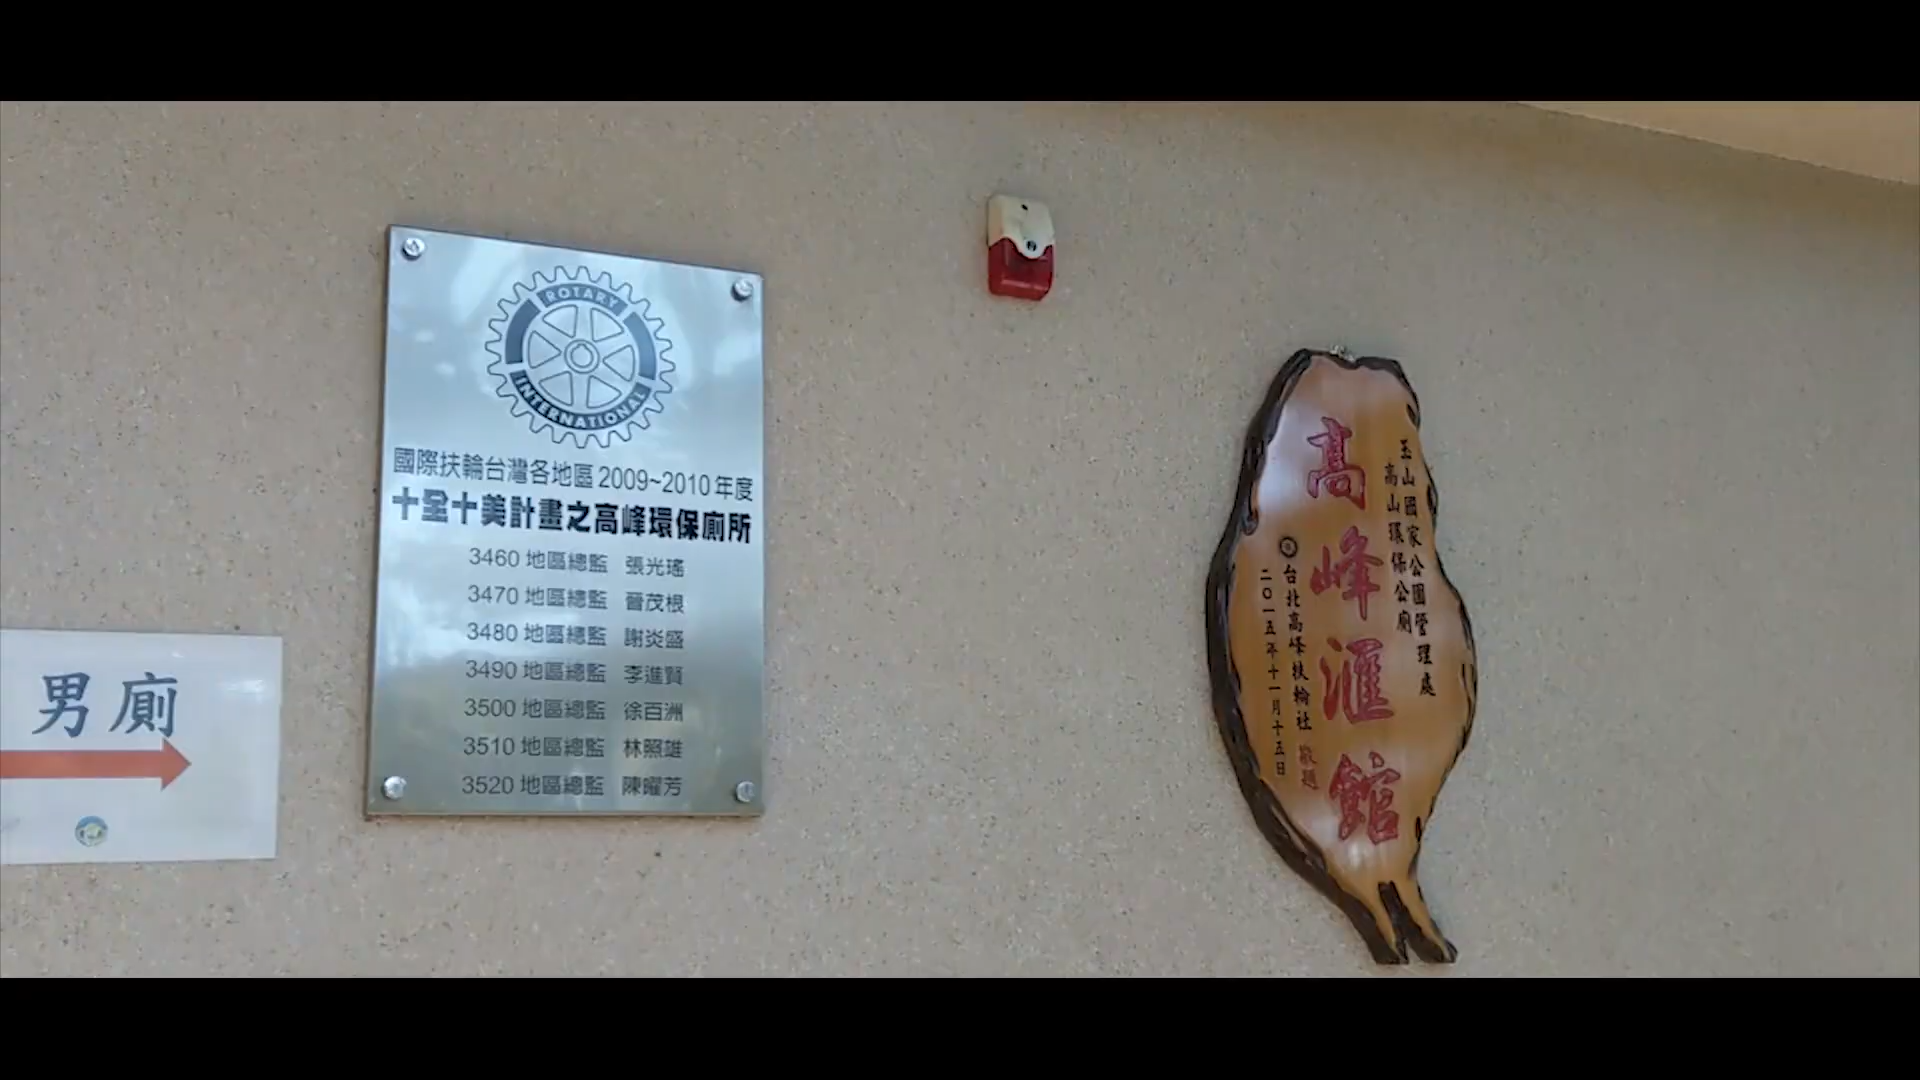 男廁
ROTARY
INTERNATIONAL
國際扶輪台灣各地區2009~2010年度
十全十美計畫之高峰環保廁所
3460 地區總監 張光瑤
3470 地區總監 晉茂根
3480 地區總監 謝炎盛
3490 地區總監 李進賢
3500 地區總監 徐百洲
3510 地區總監 林照雄
3520 地區總監 陳曜芳
玉山國家公園管理處
高山環保公廁
高峰滙館
台北高峰扶輪社 敬題
二〇一五年十一月十五日